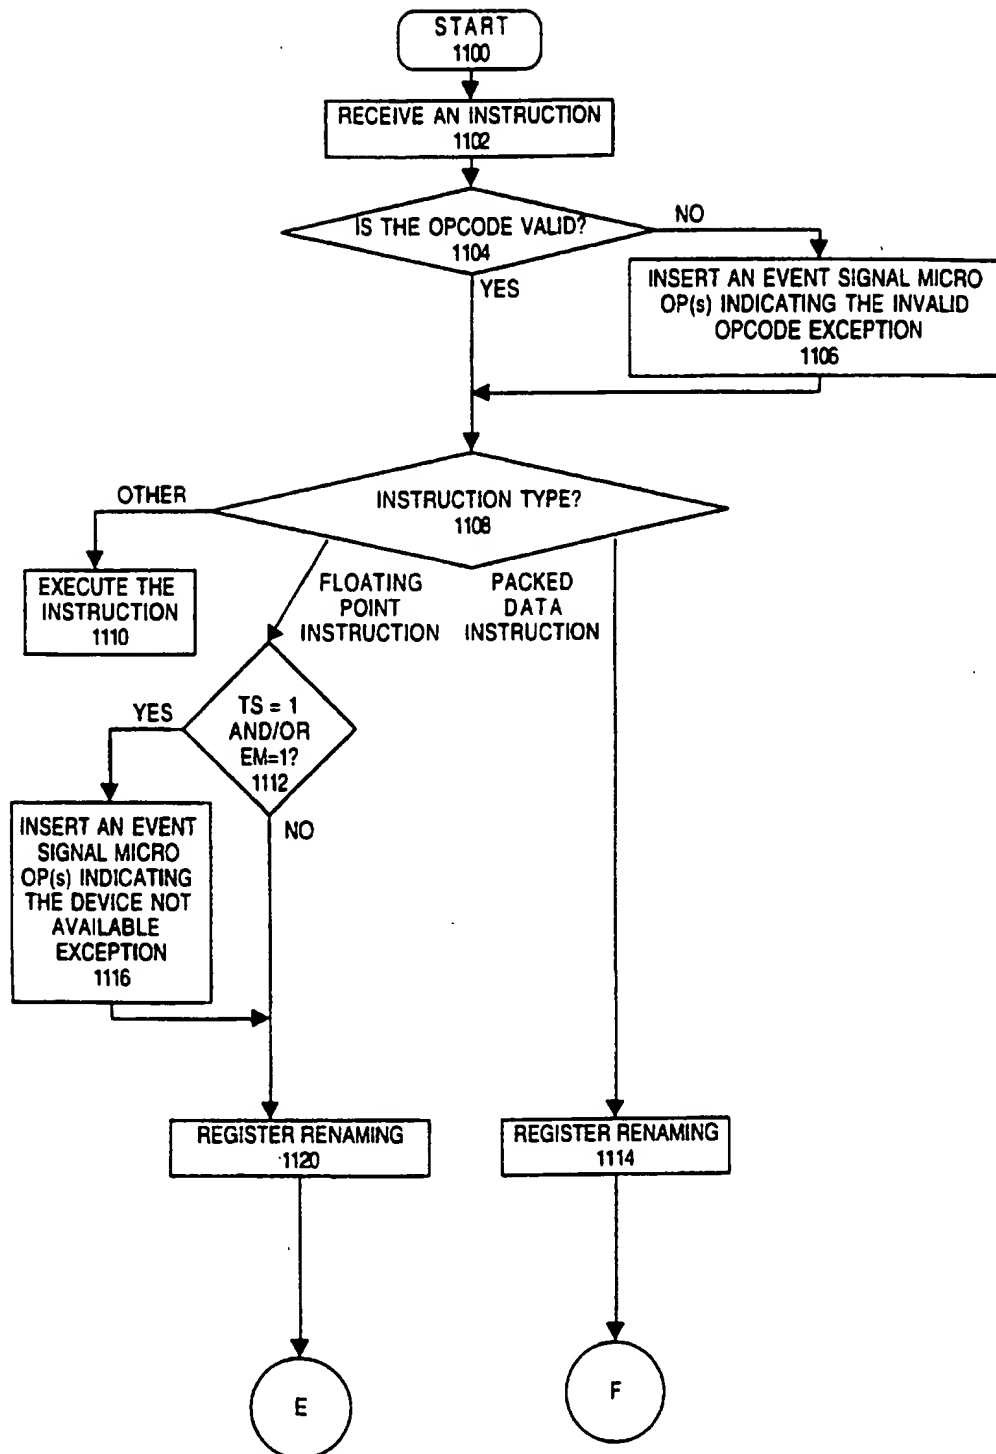 START
1100
RECEIVE AN INSTRUCTION
1102
IS THE OPCODE VALID?
1104
NO
YES
INSERT AN EVENT SIGNAL MICRO
OP(s) INDICATING THE INVALID
OPCODE EXCEPTION
1106
INSTRUCTION TYPE?
1108
OTHER
EXECUTE THE
INSTRUCTION
1110
FLOATING
POINT
INSTRUCTION
PACKED
DATA
INSTRUCTION
TS = 1
AND/OR
EM=1?
1112
YES
NO
INSERT AN EVENT
SIGNAL MICRO
OP(s) INDICATING
THE DEVICE NOT
AVAILABLE
EXCEPTION
1116
REGISTER RENAMING
1120
REGISTER RENAMING
1114
E
F